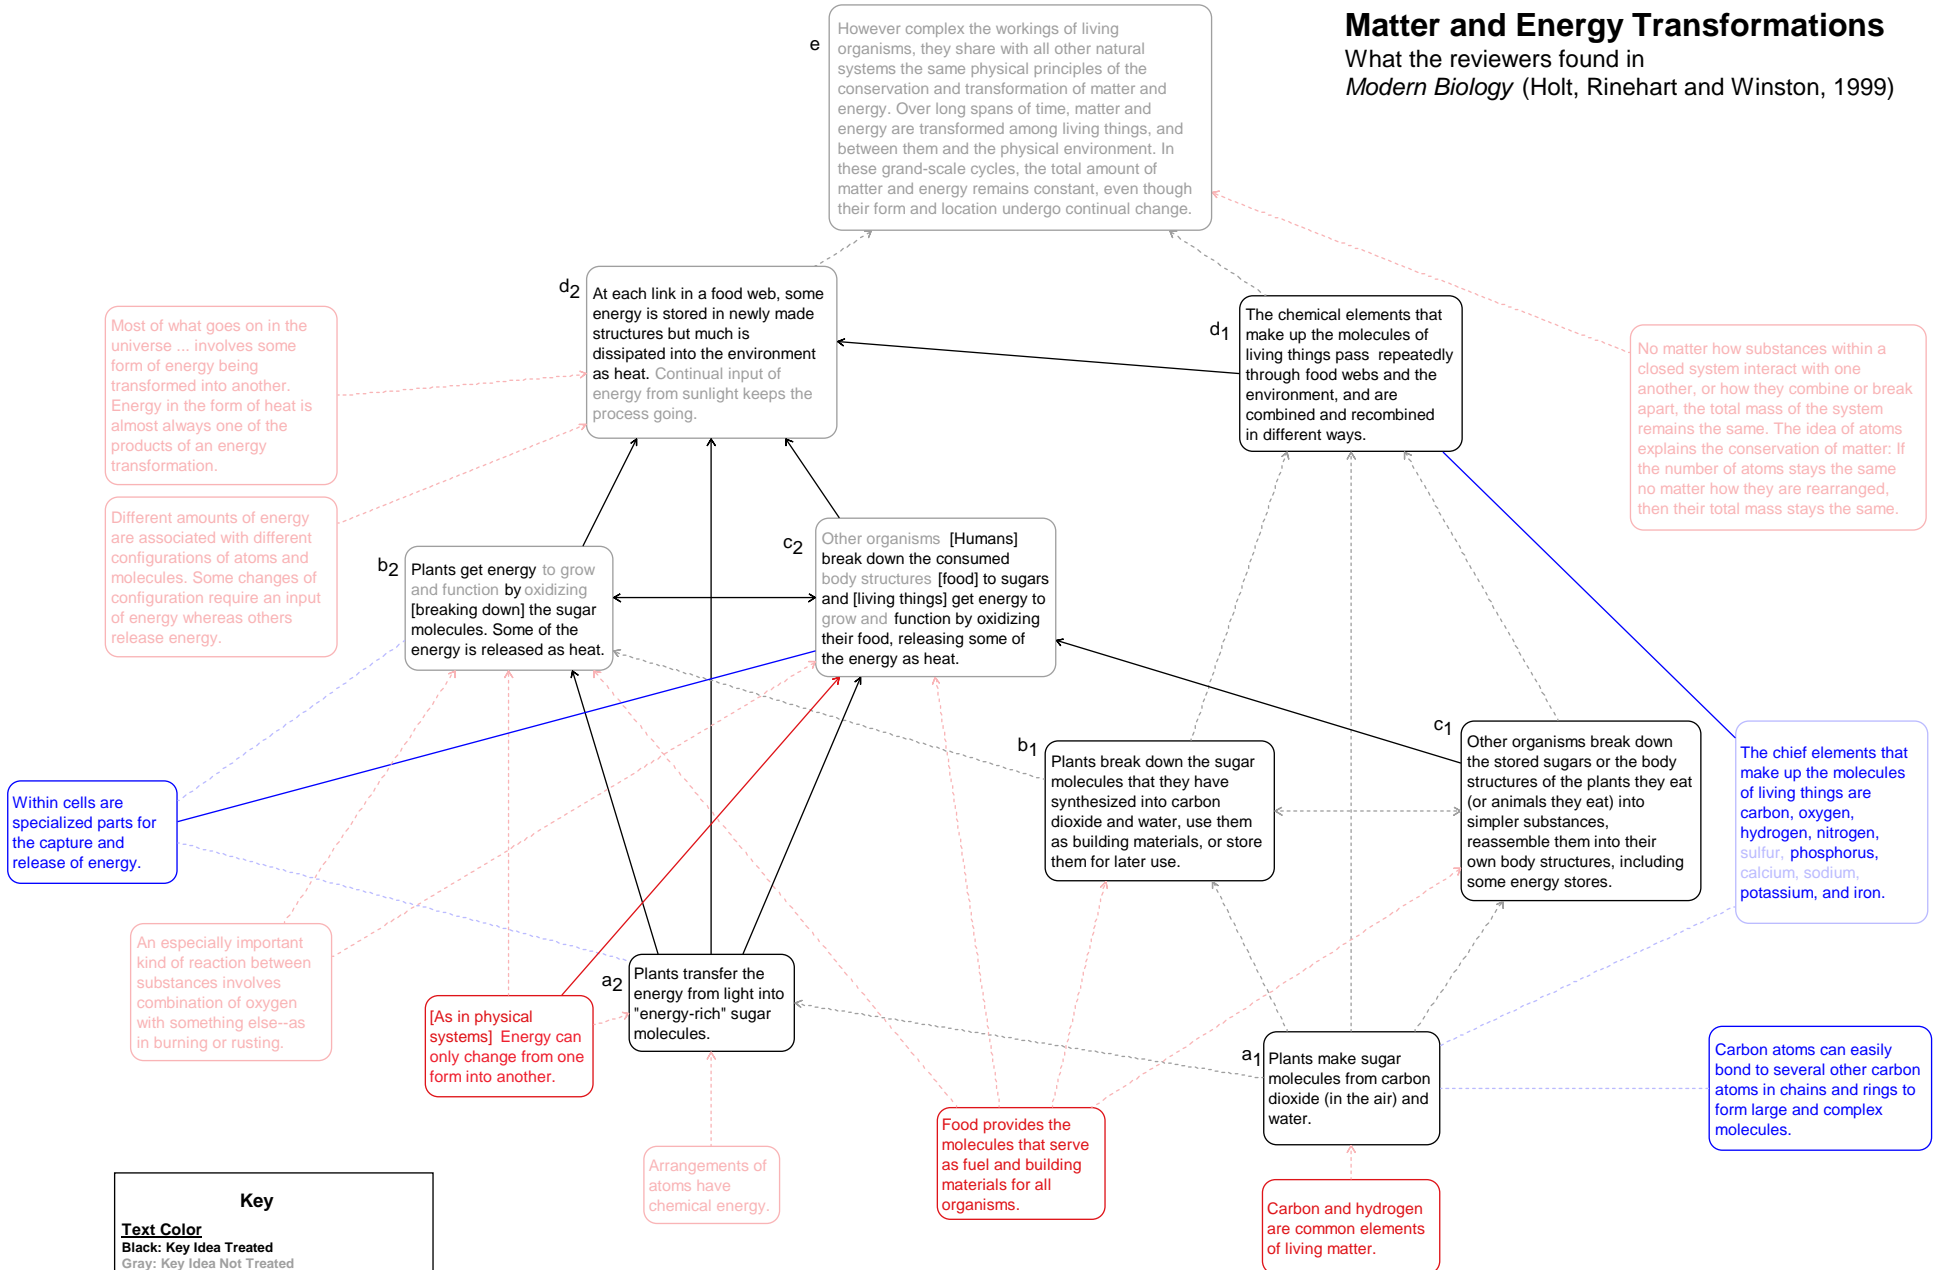 Matter and Energy Transformations
What the reviewers found in
Modern Biology (Holt, Rinehart and Winston, 1999)
e
However complex the workings of living
organisms, they share with all other natural
systems the same physical principles of the
conservation and transformation of matter and
energy. Over long spans of time, matter and
energy are transformed among living things, and
between them and the physical environment. In
these grand-scale cycles, the total amount of
matter and energy remains constant, even though
their form and location undergo continual change.
d2
At each link in a food web, some
energy is stored in newly made
structures but much is
dissipated into the environment
as heat. Continual input of
energy from sunlight keeps the
process going.
d1
The chemical elements that
make up the molecules of
living things pass repeatedly
through food webs and the
environment, and are
combined and recombined
in different ways.
Most of what goes on in the
universe ... involves some
form of energy being
transformed into another.
Energy in the form of heat is
almost always one of the
products of an energy
transformation.
No matter how substances within a
closed system interact with one
another, or how they combine or break
apart, the total mass of the system
remains the same. The idea of atoms
explains the conservation of matter: If
the number of atoms stays the same
no matter how they are rearranged,
then their total mass stays the same.
Different amounts of energy
are associated with different
configurations of atoms and
molecules. Some changes of
configuration require an input
of energy whereas others
release energy.
b2
Plants get energy to grow
and function by oxidizing
[breaking down] the sugar
molecules. Some of the
energy is released as heat.
c2
Other organisms [Humans]
break down the consumed
body structures [food] to sugars
and [living things] get energy to
grow and function by oxidizing
their food, releasing some of
the energy as heat.
b1
Plants break down the sugar
molecules that they have
synthesized into carbon
dioxide and water, use them
as building materials, or store
them for later use.
c1
Other organisms break down
the stored sugars or the body
structures of the plants they eat
(or animals they eat) into
simpler substances,
reassemble them into their
own body structures, including
some energy stores.
The chief elements that
make up the molecules
of living things are
carbon, oxygen,
hydrogen, nitrogen,
sulfur, phosphorus,
calcium, sodium,
potassium, and iron.
Within cells are
specialized parts for
the capture and
release of energy.
An especially important
kind of reaction between
substances involves
combination of oxygen
with something else--as
in burning or rusting.
[As in physical
systems] Energy can
only change from one
form into another.
a2
Plants transfer the
energy from light into
"energy-rich" sugar
molecules.
a1
Plants make sugar
molecules from carbon
dioxide (in the air) and
water.
Carbon atoms can easily
bond to several other carbon
atoms in chains and rings to
form large and complex
molecules.
Arrangements of
atoms have
chemical energy.
Food provides the
molecules that serve
as fuel and building
materials for all
organisms.
Carbon and hydrogen
are common elements
of living matter.
Key
Text Color
Black: Key Idea Treated
Gray: Key Idea Not Treated